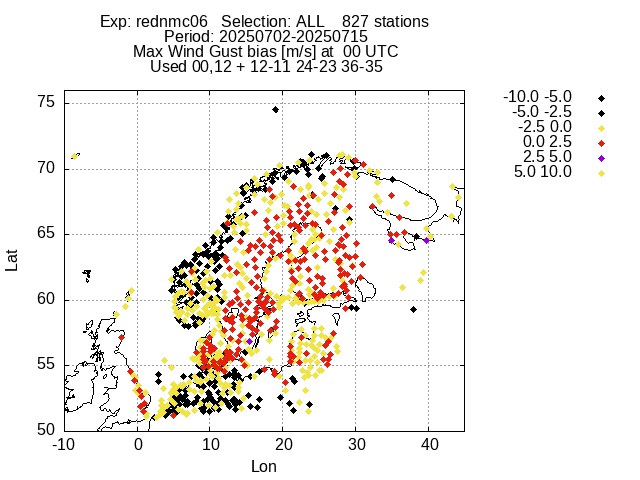 Exp: rednmc06   Selection: ALL    827 stations
Period: 20250702-20250715
Max Wind Gust bias [m/s] at  00 UTC
Used 00,12 + 12-11 24-23 36-35
-10.0 -5.0
-5.0 -2.5
-2.5 0.0
0.0 2.5
2.5 5.0
5.0 10.0
75
70
65
60
55
50
Lat
-10 0 10 20 30 40
Lon